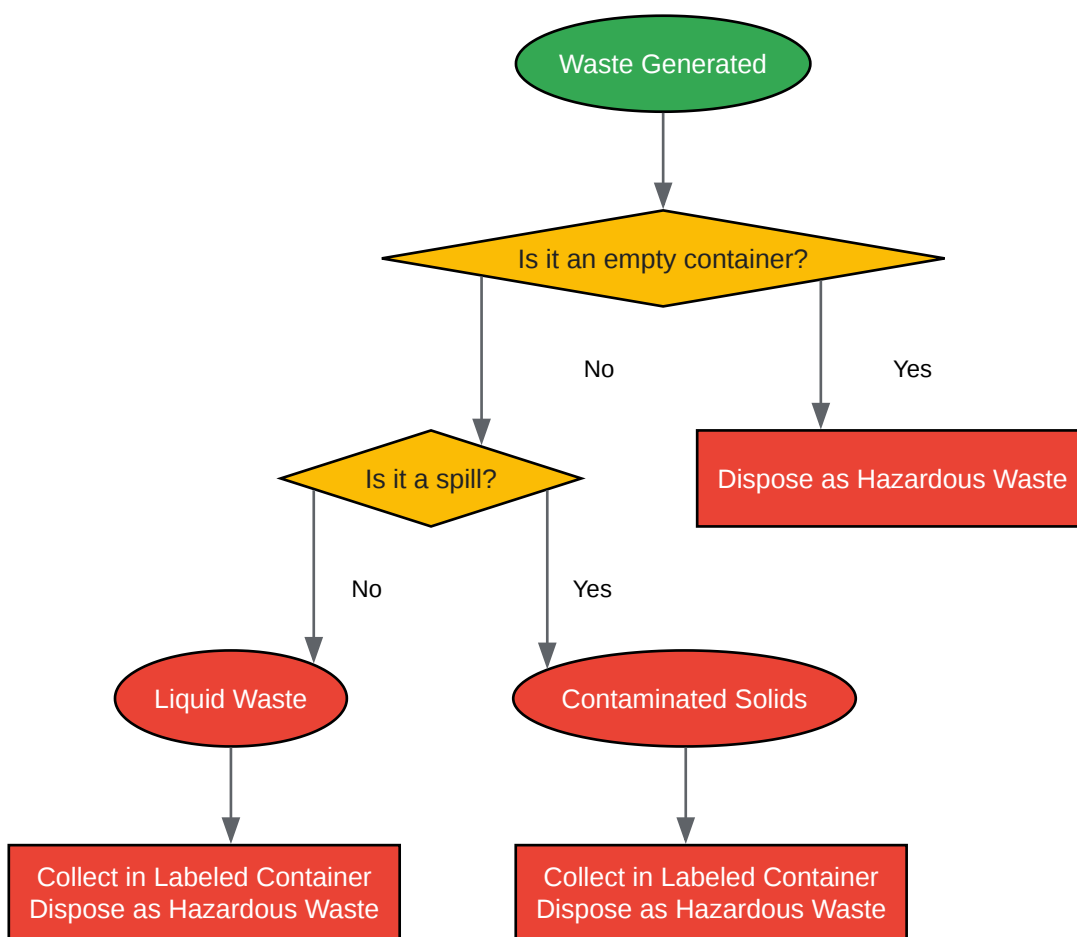 Waste Generated
Is it an empty container?
No
Yes
Is it a spill?
Dispose as Hazardous Waste
No
Yes
Liquid Waste
Contaminated Solids
Collect in Labeled Container
Dispose as Hazardous Waste
Collect in Labeled Container
Dispose as Hazardous Waste